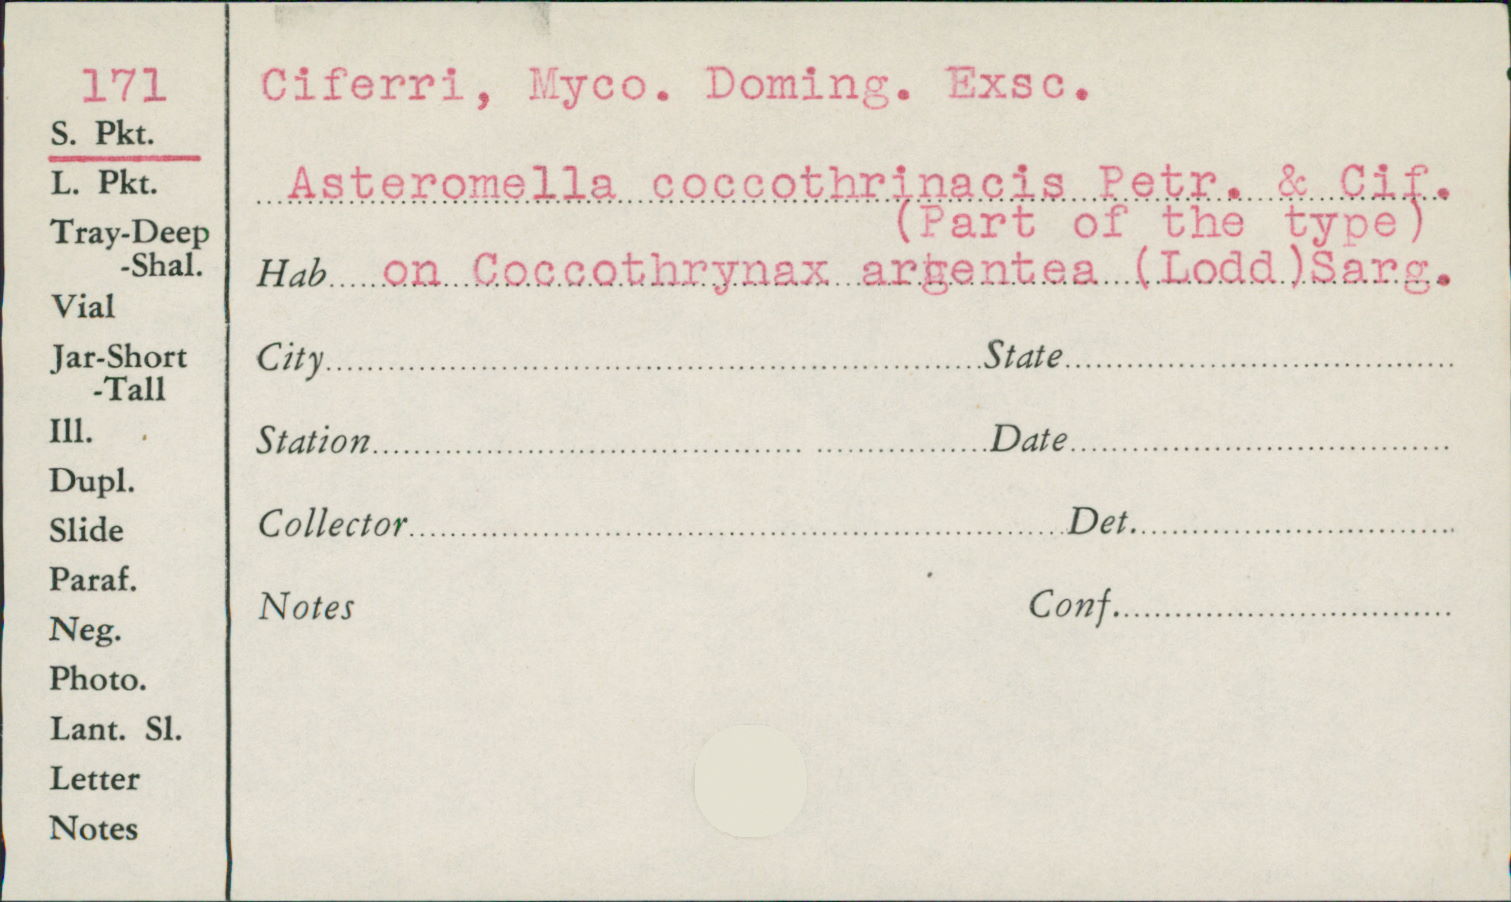 171
S. Pkt.
L. Pkt.
Tray-Deep
-Shal.
Vial
Jar-Short
-Tall
Ill.
Dupl.
Slide
Paraf.
Neg.
Photo.
Lant. Sl.
Letter
Notes
Ciferri, Myco. Doming. Exsc.
Asteromella coccothrinacis Petr. & Cif.
(Part of the type)
Hab.....on Coccothrynax argentea (Lodd)Sarg.
City..........State..........
Station..........Date..........
Collector..........Det...........
Notes Conf...........